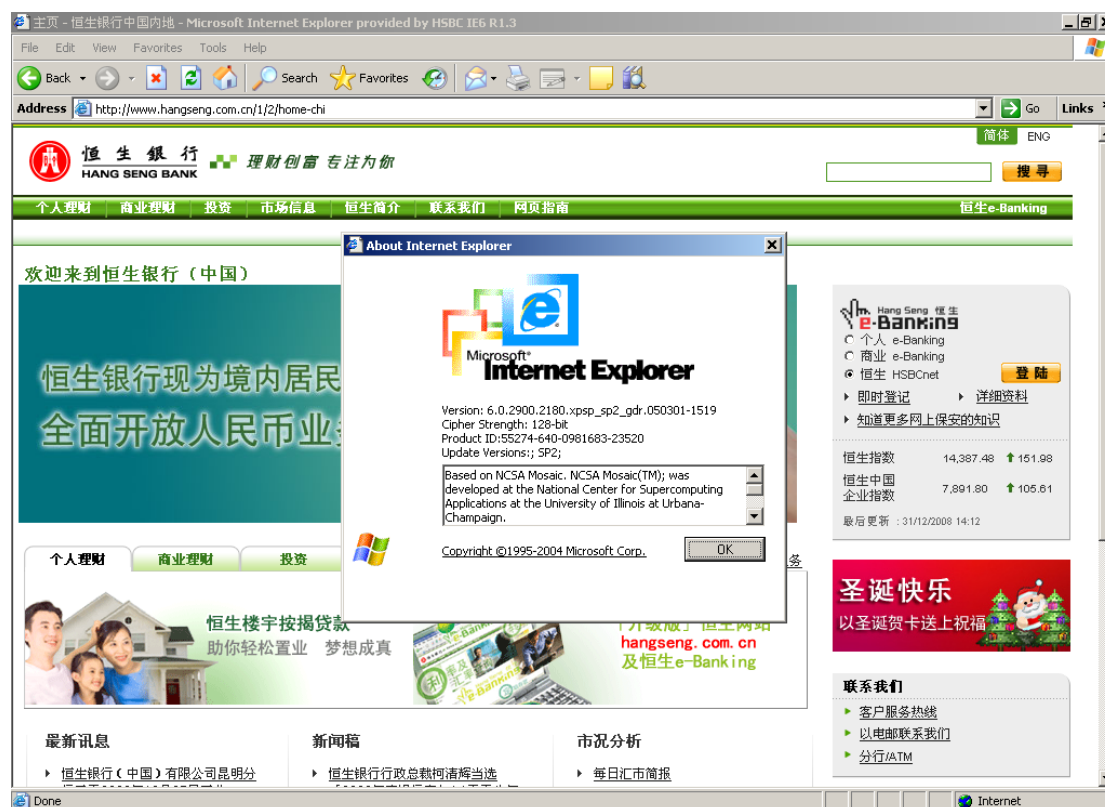 主页 - 恒生银行中国内地 - Microsoft Internet Explorer provided by HSBC IE6 R1.3
File Edit View Favorites Tools Help
Back Search Favorites
Address http://www.hangseng.com.cn/1/2/home-chi Go Links
简体 ENG
恒生銀行
HANG SENG BANK
理财创富 专注为你
搜寻
个人理财 商业理财 投资 市场信息 恒生简介 联系我们 网页指南 恒生e-Banking
欢迎来到恒生银行（中国）
恒生银行现为境内居民
全面开放人民币业
About Internet Explorer
Microsoft®
Internet Explorer
Version: 6.0.2900.2180.xpsp_sp2_gdr.050301-1519
Cipher Strength: 128-bit
Product ID:55274-640-0981683-23520
Update Versions:; SP2;
Based on NCSA Mosaic. NCSA Mosaic(TM); was
developed at the National Center for Supercomputing
Applications at the University of Illinois at Urbana-
Champaign.
Copyright ©1995-2004 Microsoft Corp.
OK
Hang Seng 恒生
e-Banking
个人 e-Banking
商业 e-Banking
恒生 HSBCnet
登陆
即时登记 详细资料
知道更多网上保安的知识
恒生指数 14,387.48 151.98
恒生中国
企业指数 7,891.80 105.61
最后更新 : 31/12/2008 14:12
个人理财 商业理财 投资 务
恒生楼宇按揭贷款
助你轻松置业 梦想成真
「升级版」恒生网站
hangseng.com.cn
及恒生e-Banking
圣诞快乐
以圣诞贺卡送上祝福
联系我们
客户服务热线
以电邮联系我们
分行/ATM
最新讯息 新闻稿 市况分析
恒生银行(中国)有限公司昆明分
恒生银行行政总裁柯清辉当选
每日汇市简报
Done Internet